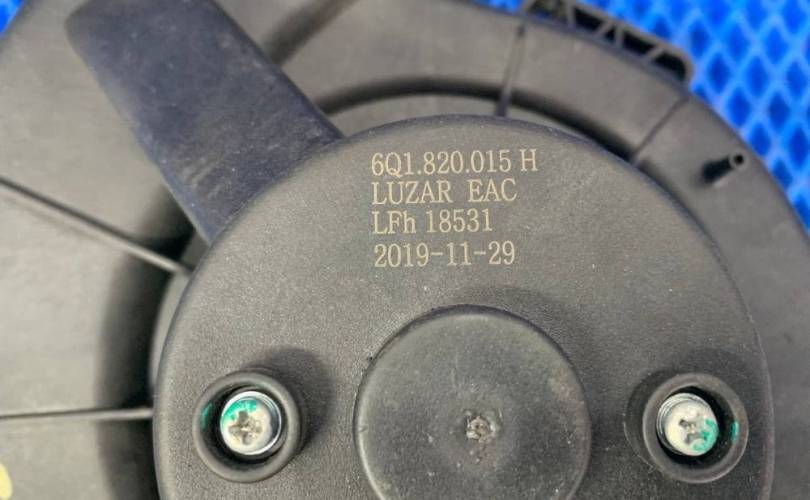 6Q1.820.015 H
LUZAR EAC
LFh 18531
2019-11-29